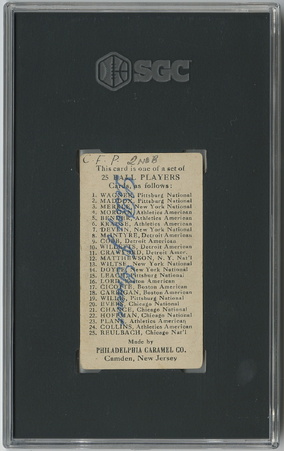 SGC
C.F.P. 2ND B
This card is one of a set of
25 BALL PLAYERS
Cards, as follows:
1. WAGNER, Pittsburg National
2. MADDOX, Pittsburg National
3. MERKLE, New York National
4. MORGAN, Athletics American
5. BENDER, Athletics American
6. KRAUSE, Athletics American
7. DEVLIN, New York National
8. McINTYRE, Detroit American
9. COBB, Detroit American
10. WILLETTS, Detroit American
11. CRAWFORD, Detroit Amer.
12. MATTHEWSON, N. Y. Nat'l
13. WILTSE, New York National
14. DOYLE, New York National
15. LEACH, Pittsburg National
16. LORD, Boston American
17. CICOTTE, Boston American
18. CARRIGAN, Boston American
19. WILLIS, Pittsburg National
20. EVERS, Chicago National
21. CHANCE, Chicago National
22. HOFFMAN, Chicago National
23. PLANK, Athletics American
24. COLLINS, Athletics American
25. REULBACH, Chicago Nat'l
Made by
PHILADELPHIA CARAMEL CO.
Camden, New Jersey